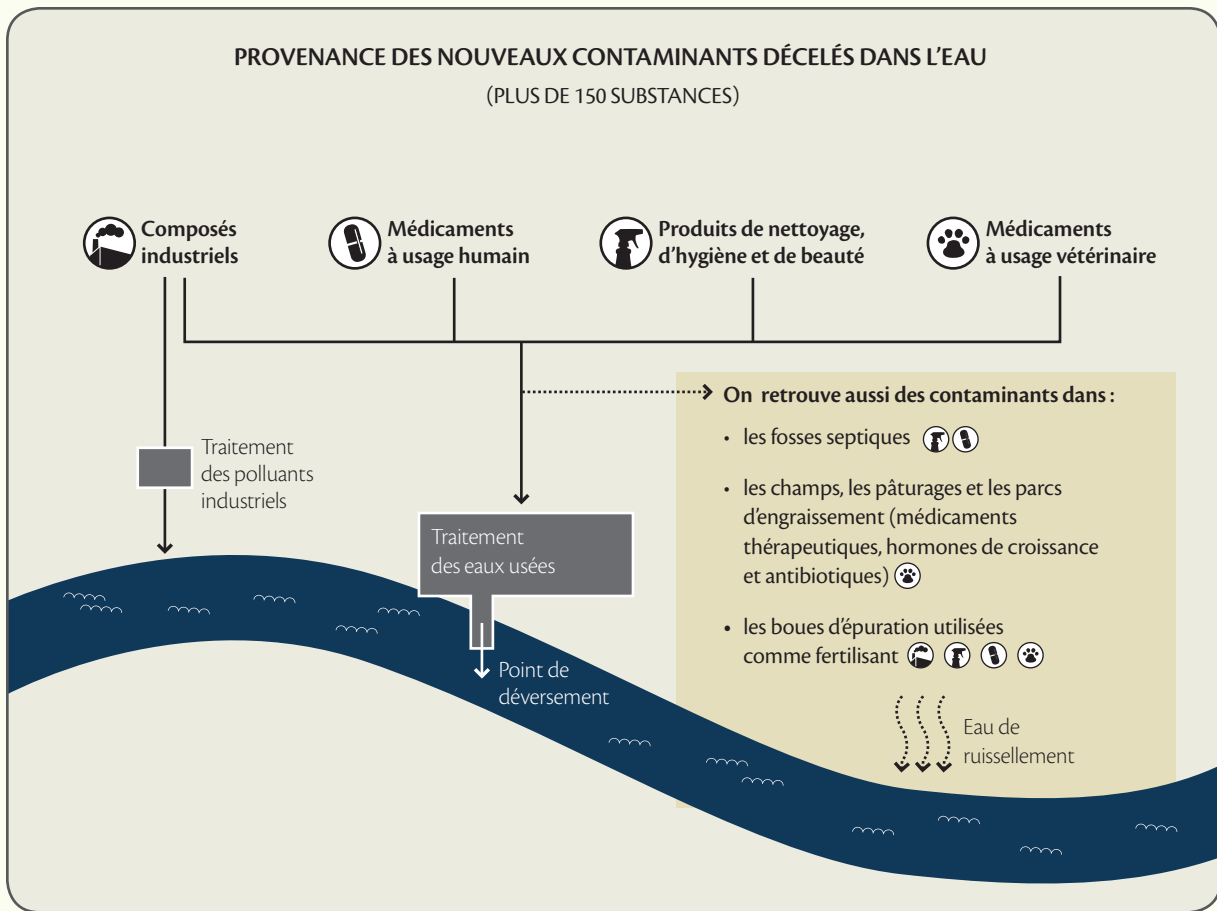 PROVENANCE DES NOUVEAUX CONTAMINANTS DÉCELÉS DANS L'EAU
(PLUS DE 150 SUBSTANCES)
Composés
industriels
Médicaments
à usage humain
Produits de nettoyage,
d'hygiène et de beauté
Médicaments
à usage vétérinaire
Traitement
des polluants
industriels
Traitement
des eaux usées
Point de
déversement
On retrouve aussi des contaminants dans :
• les fosses septiques
• les champs, les pâturages et les parcs
d'engraissement (médicaments
thérapeutiques, hormones de croissance
et antibiotiques)
• les boues d'épuration utilisées
comme fertilisant
Eau de
ruissellement